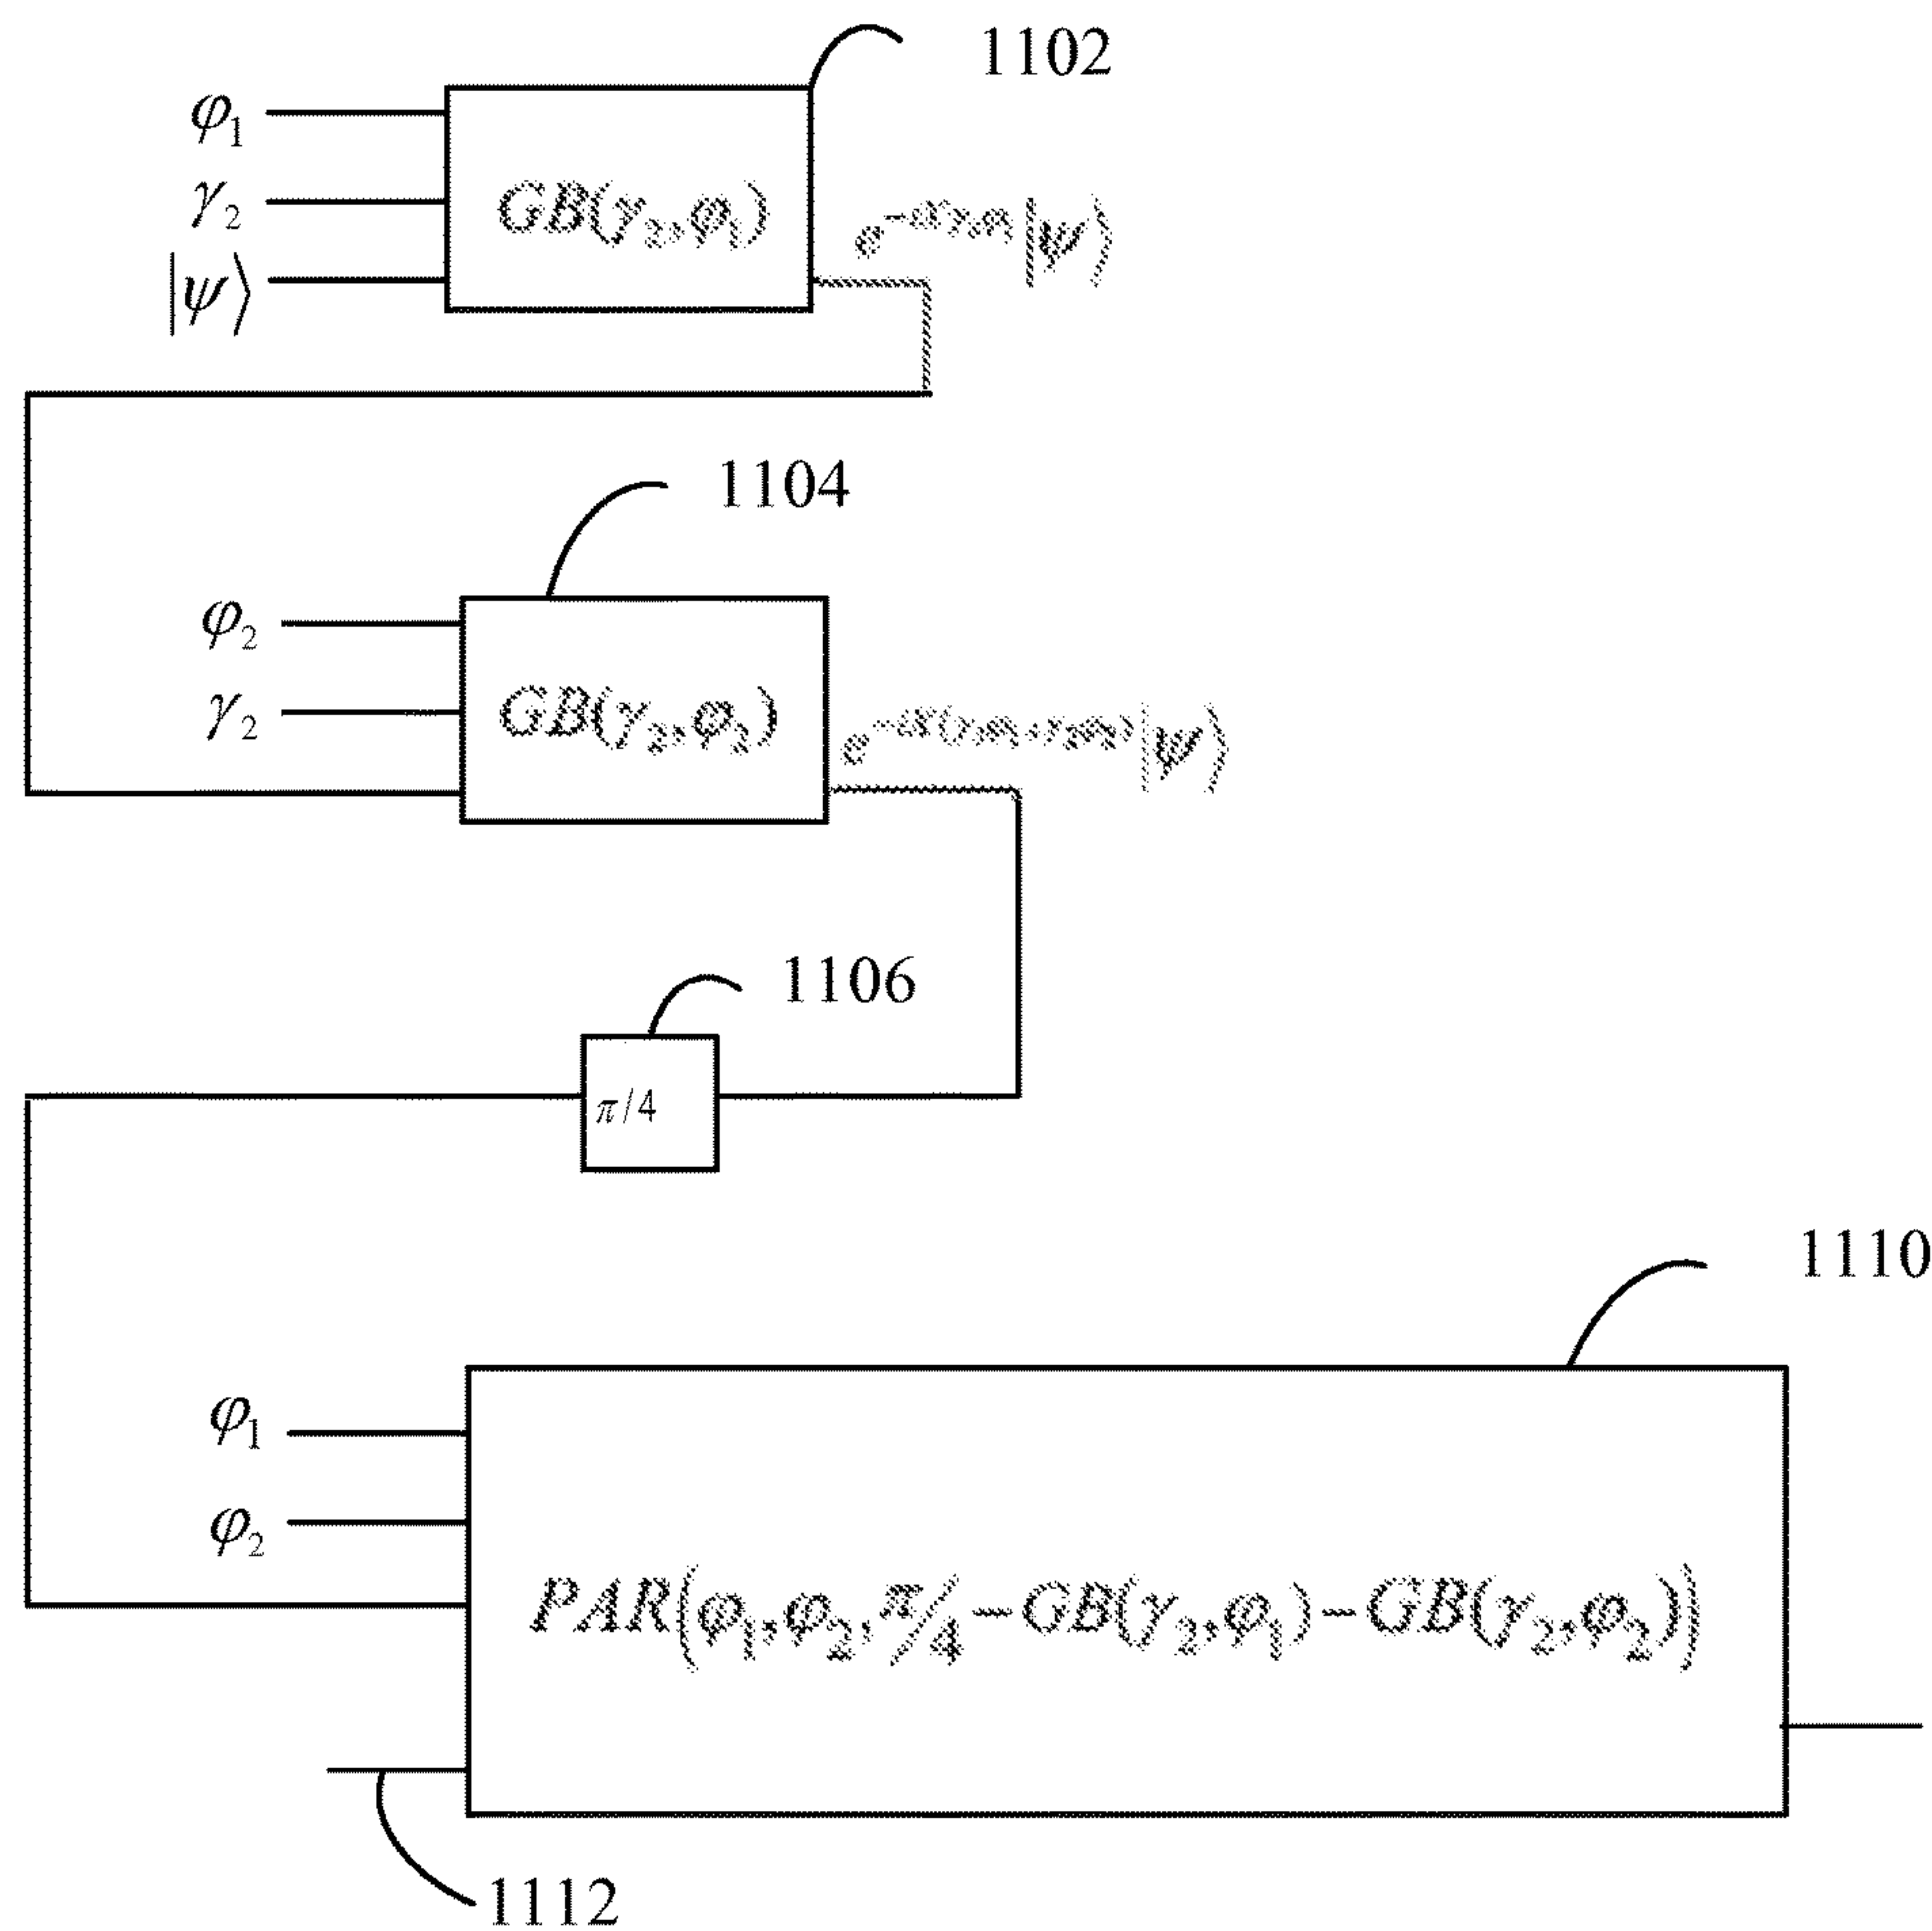 1102
φ₁
γ₂
|ψ⟩
GB(γ₂,φ₁)
e^{-iXγ₂φ₁}|ψ⟩
1104
φ₂
γ₂
GB(γ₂,φ₂)
|ψ⟩
1106
π/4
1110
φ₁
φ₂
PAR(φ₁,φ₂,π/4-GB(γ₂,φ₁)-GB(γ₂,φ₂))
1112